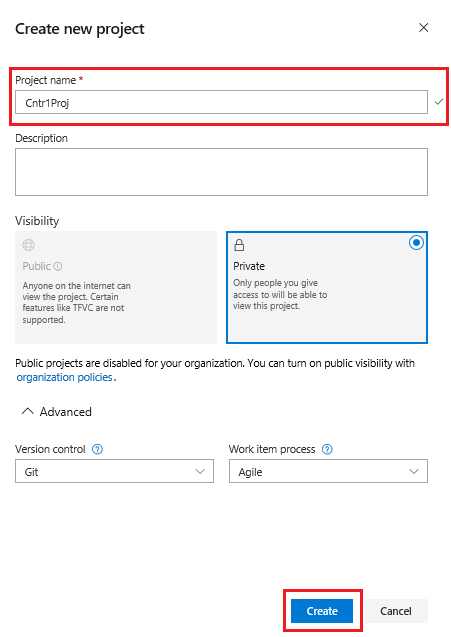 Create new project
Project name *
Cntr1Proj
Description
Visibility
Public
Anyone on the internet can
view the project. Certain
features like TFVC are not
supported.
Private
Only people you give
access to will be able to
view this project.
Public projects are disabled for your organization. You can turn on public visibility with
organization policies.
Advanced
Version control
Git
Work item process
Agile
Create
Cancel